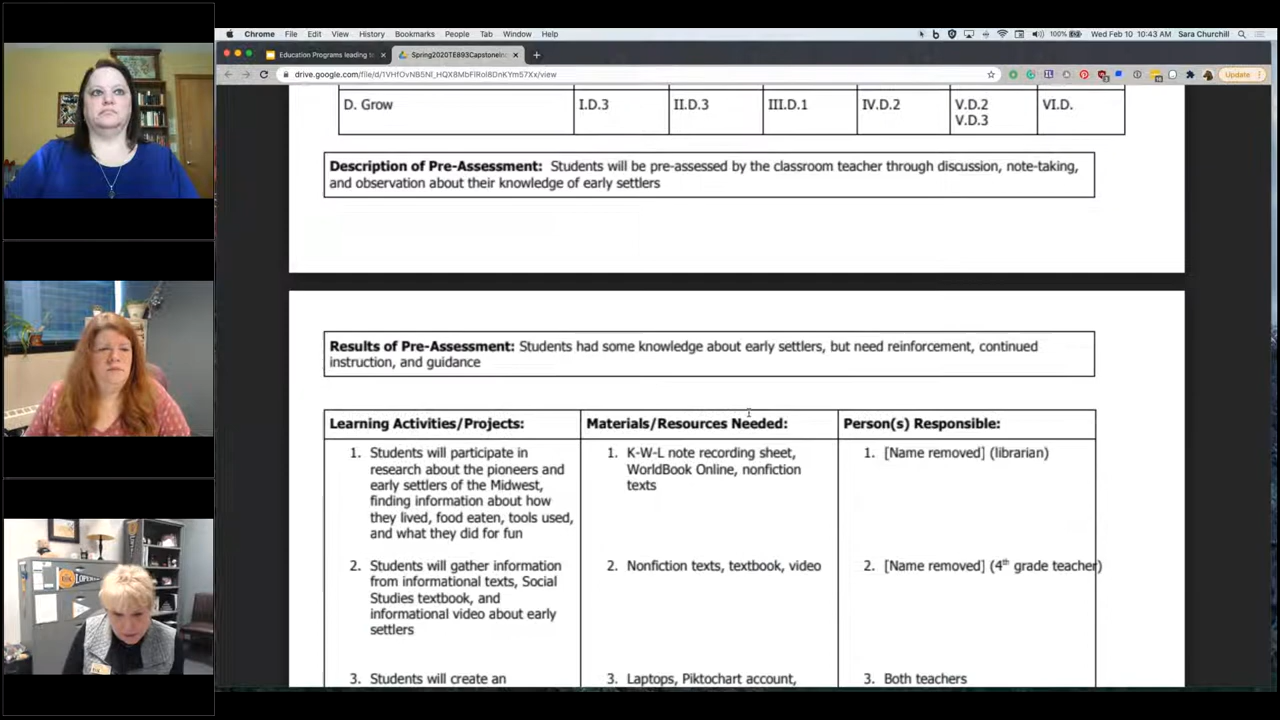 Chrome File Edit View History Bookmarks People Tab Window Help 100% Wed Feb 10 10:43 AM Sara Churchill
Education Programs leading to Spring2020TE893CapstoneIn
drive.google.com/file/d/ /view Update
D. Grow I.D.3 II.D.3 III.D.1 IV.D.2 V.D.2 VI.D.
V.D.3
Description of Pre-Assessment: Students will be pre-assessed by the classroom teacher through discussion, note-taking,
and observation about their knowledge of early settlers
Results of Pre-Assessment: Students had some knowledge about early settlers, but need reinforcement, continued
instruction, and guidance
Learning Activities/Projects: Materials/Resources Needed: Person(s) Responsible:
1. Students will participate in
research about the pioneers and
early settlers of the Midwest,
finding information about how
they lived, food eaten, tools used,
and what they did for fun
1. K-W-L note recording sheet,
WorldBook Online, nonfiction
texts
1. [Name removed] (librarian)
2. Students will gather information
from informational texts, Social
Studies textbook, and
informational video about early
settlers
2. Nonfiction texts, textbook, video
2. [Name removed] (4th grade teacher)
3. Students will create an
3. Laptops, Piktochart account,
3. Both teachers